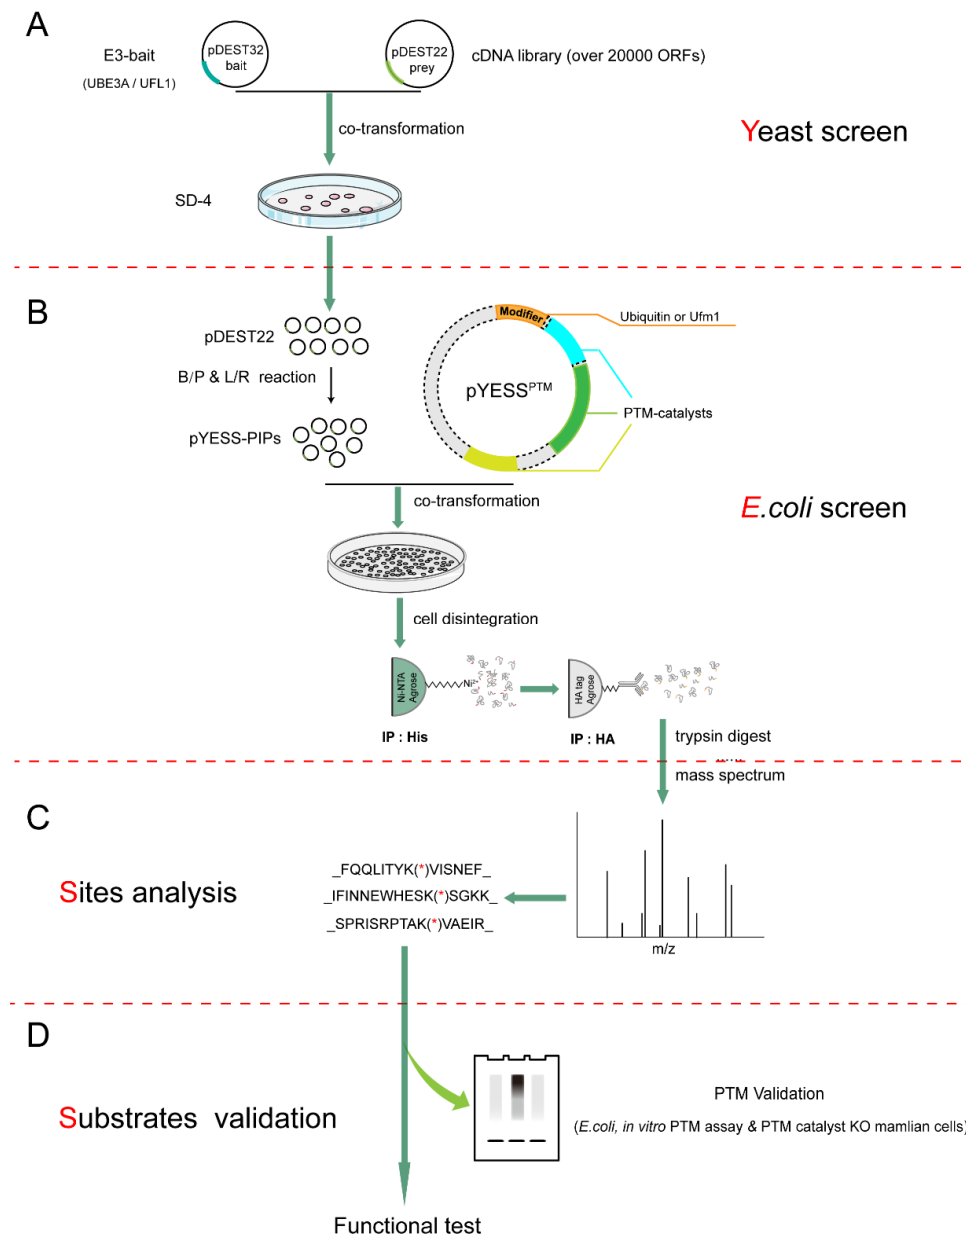 A
E3-bait
(UBE3A / UFL1)
pDEST32
bait
pDEST22
prey
cDNA library (over 20000 ORFs)
co-transformation
Yeast screen
SD-4
B
pDEST22
B/P & L/R reaction
pYESS-PIPs
Modifier
Ubiquitin or Ufm1
pYESSPTM
PTM-catalysts
co-transformation
E.coli screen
cell disintegration
Ni-NTA
Agrose
Ni2+
IP : His
HA tag
Agrose
IP : HA
trypsin digest
......
mass spectrum
C
Sites analysis
_FQQLITYK(*)VISNEF_
_IFINNEWHESK(*)SGKK_
_SPRISRPTAK(*)VAEIR_
m/z
D
Substrates validation
PTM Validation
(E.coli, in vitro PTM assay & PTM catalyst KO mamlian cells)
Functional test